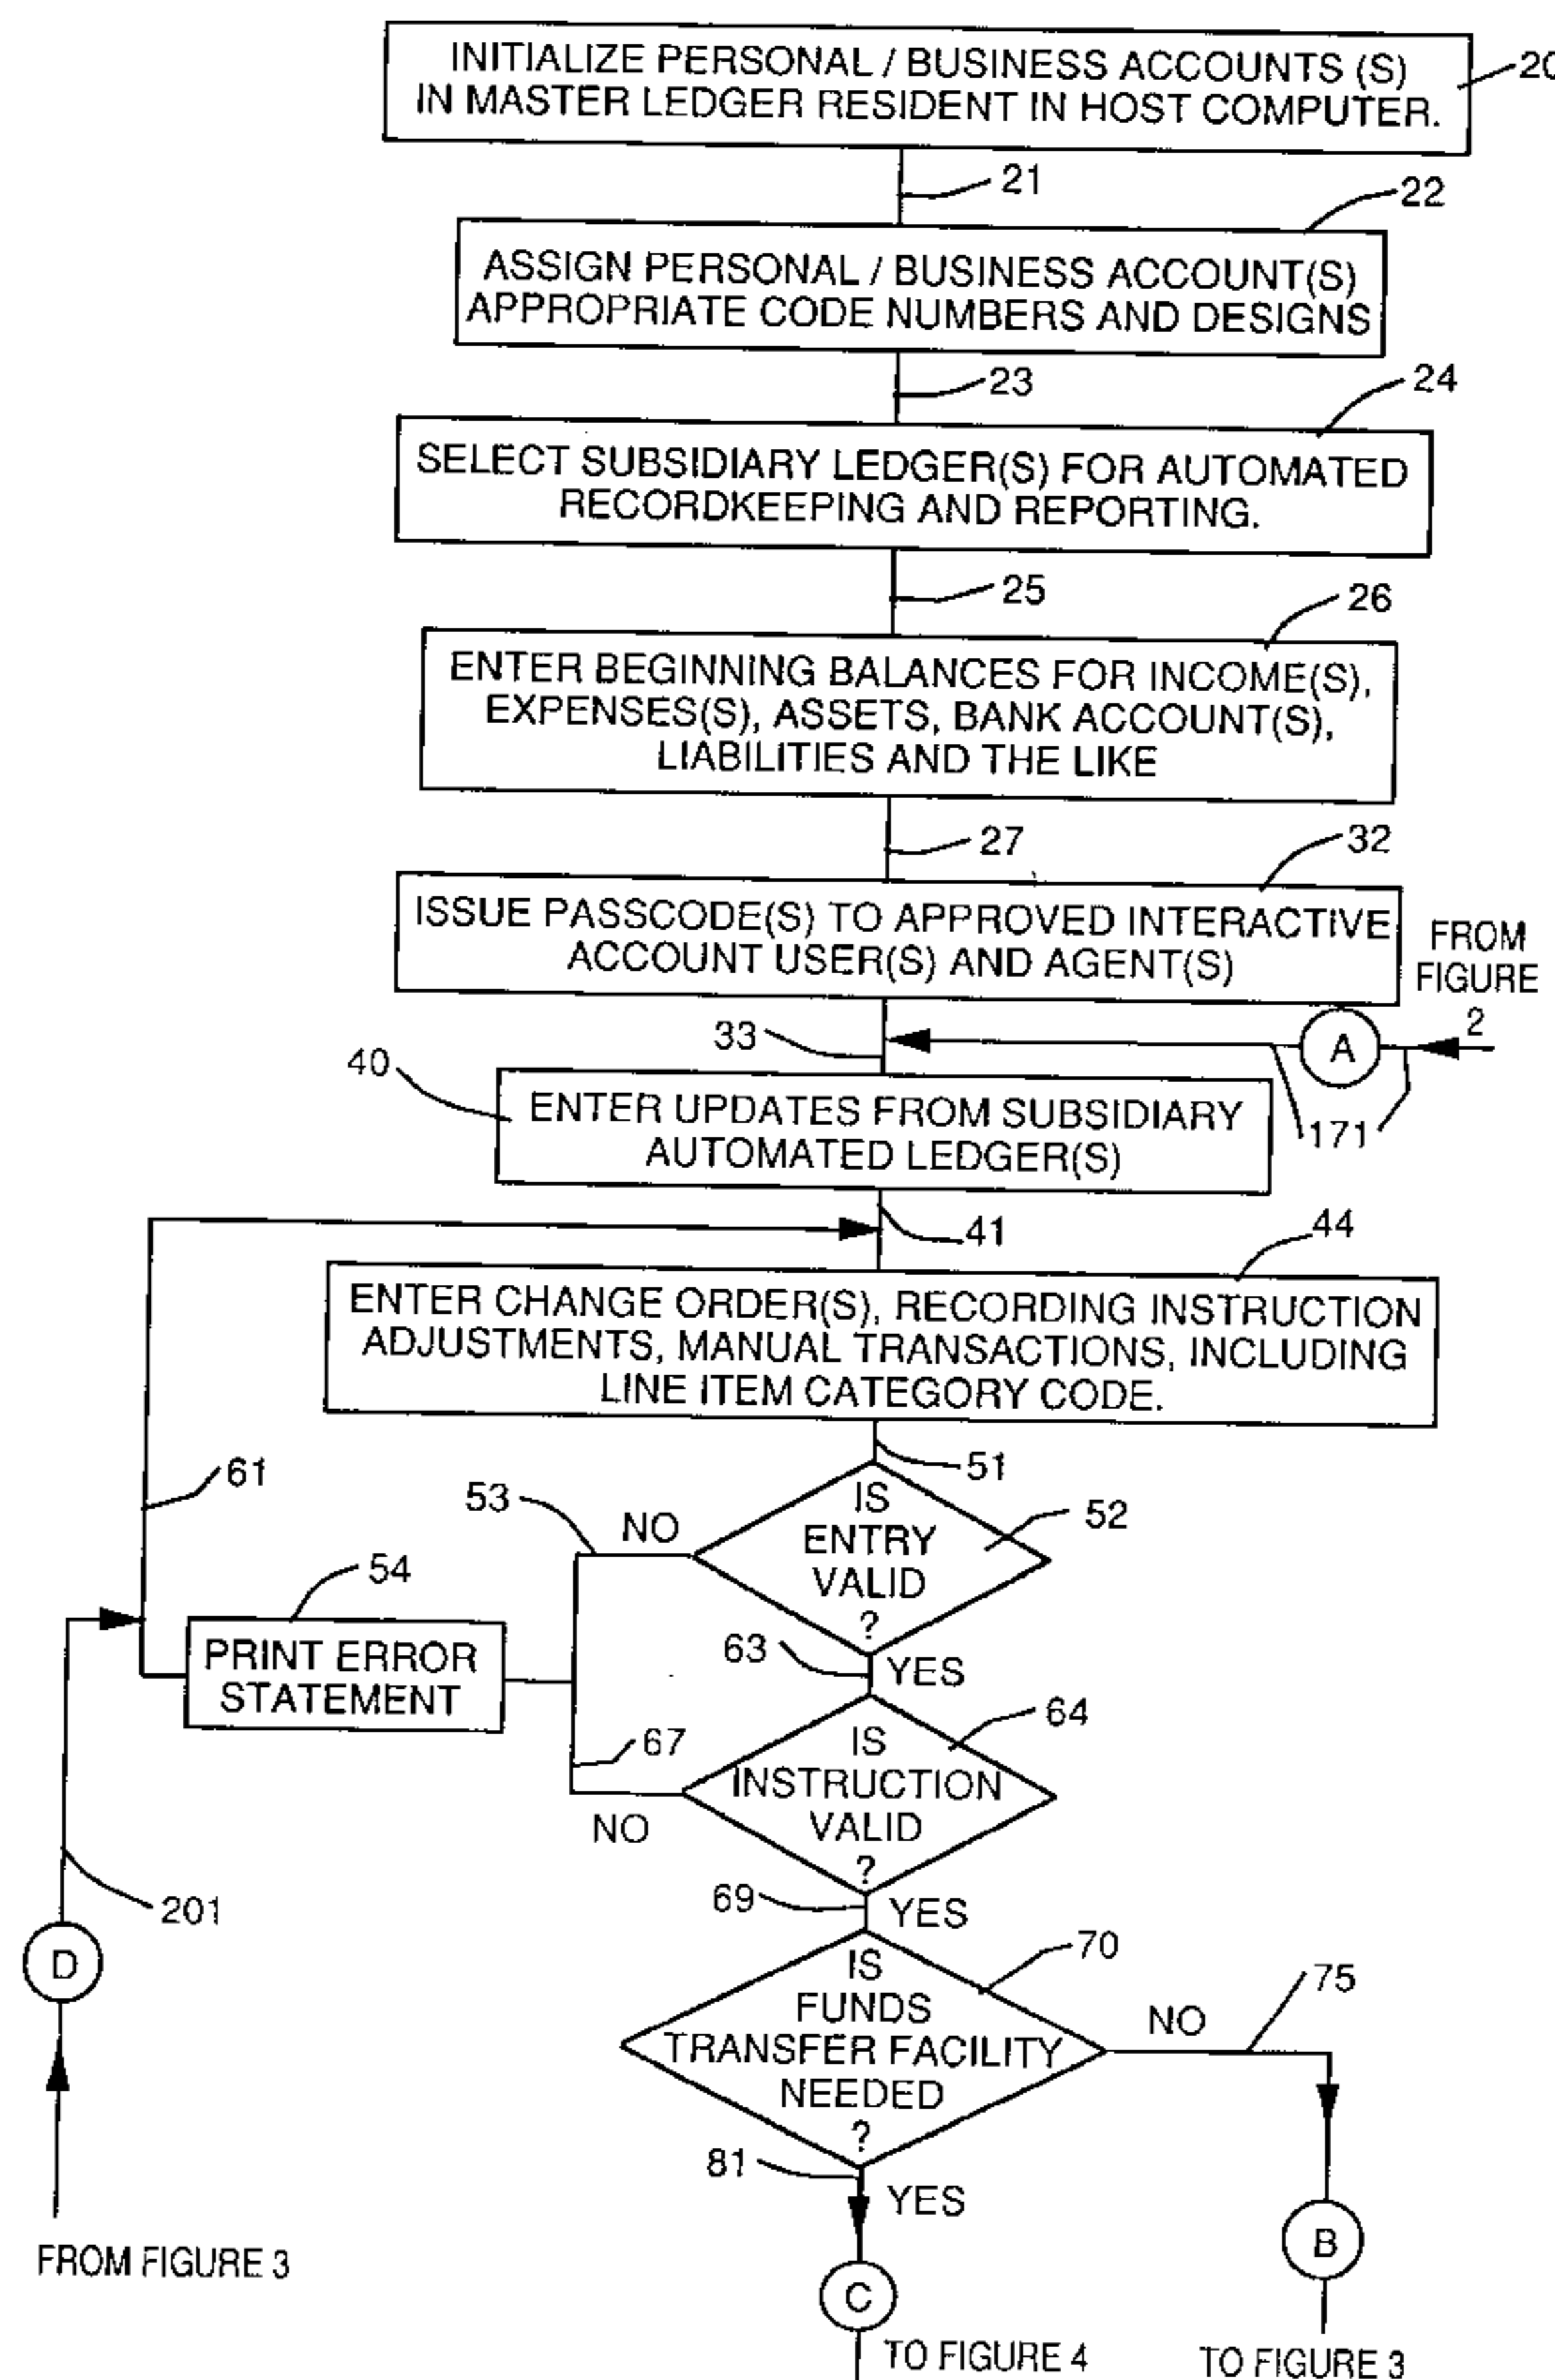 INITIALIZE PERSONAL / BUSINESS ACCOUNTS (S)
IN MASTER LEDGER RESIDENT IN HOST COMPUTER.
20
21
22
ASSIGN PERSONAL / BUSINESS ACCOUNT(S)
APPROPRIATE CODE NUMBERS AND DESIGNS
23
24
SELECT SUBSIDIARY LEDGER(S) FOR AUTOMATED
RECORDKEEPING AND REPORTING.
25
26
ENTER BEGINNING BALANCES FOR INCOME(S),
EXPENSES(S), ASSETS, BANK ACCOUNT(S),
LIABILITIES AND THE LIKE
27
32
ISSUE PASSCODE(S) TO APPROVED INTERACTIVE
ACCOUNT USER(S) AND AGENT(S)
FROM
FIGURE
2
A
171
33
40
ENTER UPDATES FROM SUBSIDIARY
AUTOMATED LEDGER(S)
41
44
ENTER CHANGE ORDER(S), RECORDING INSTRUCTION
ADJUSTMENTS, MANUAL TRANSACTIONS, INCLUDING
LINE ITEM CATEGORY CODE.
51
61
53
NO
IS
ENTRY
VALID
?
52
54
PRINT ERROR
STATEMENT
63
YES
64
IS
INSTRUCTION
VALID
?
67
NO
69
YES
201
D
70
IS
FUNDS
TRANSFER FACILITY
NEEDED
?
NO
75
81
YES
FROM FIGURE 3
B
C
TO FIGURE 4
TO FIGURE 3